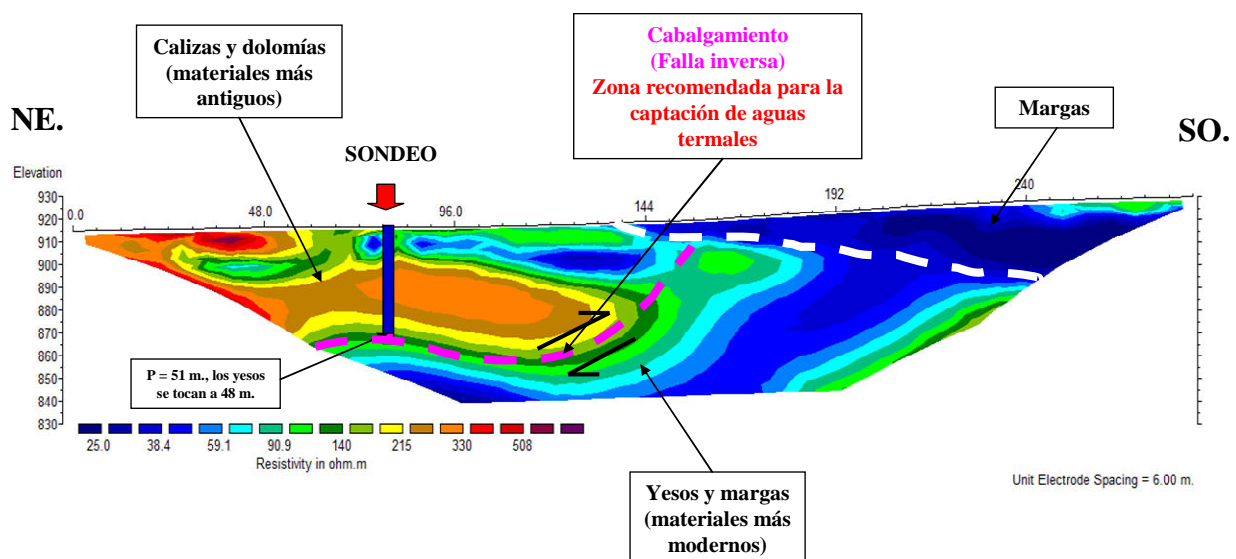 Calizas y dolomías
(materiales más
antiguos)
Cabalgamiento
(Falla inversa)
Zona recomendada para la
captación de aguas
termales
Margas
NE.
SO.
SONDEO
Elevation
930
920
910
900
890
880
870
860
850
840
830
0.0
48.0
96.0
144
192
240
P = 51 m., los yesos
se tocan a 48 m.
25.0
38.4
59.1
90.9
140
215
330
508
Resistivity in ohm.m
Unit Electrode Spacing = 6.00 m.
Yesos y margas
(materiales más
modernos)